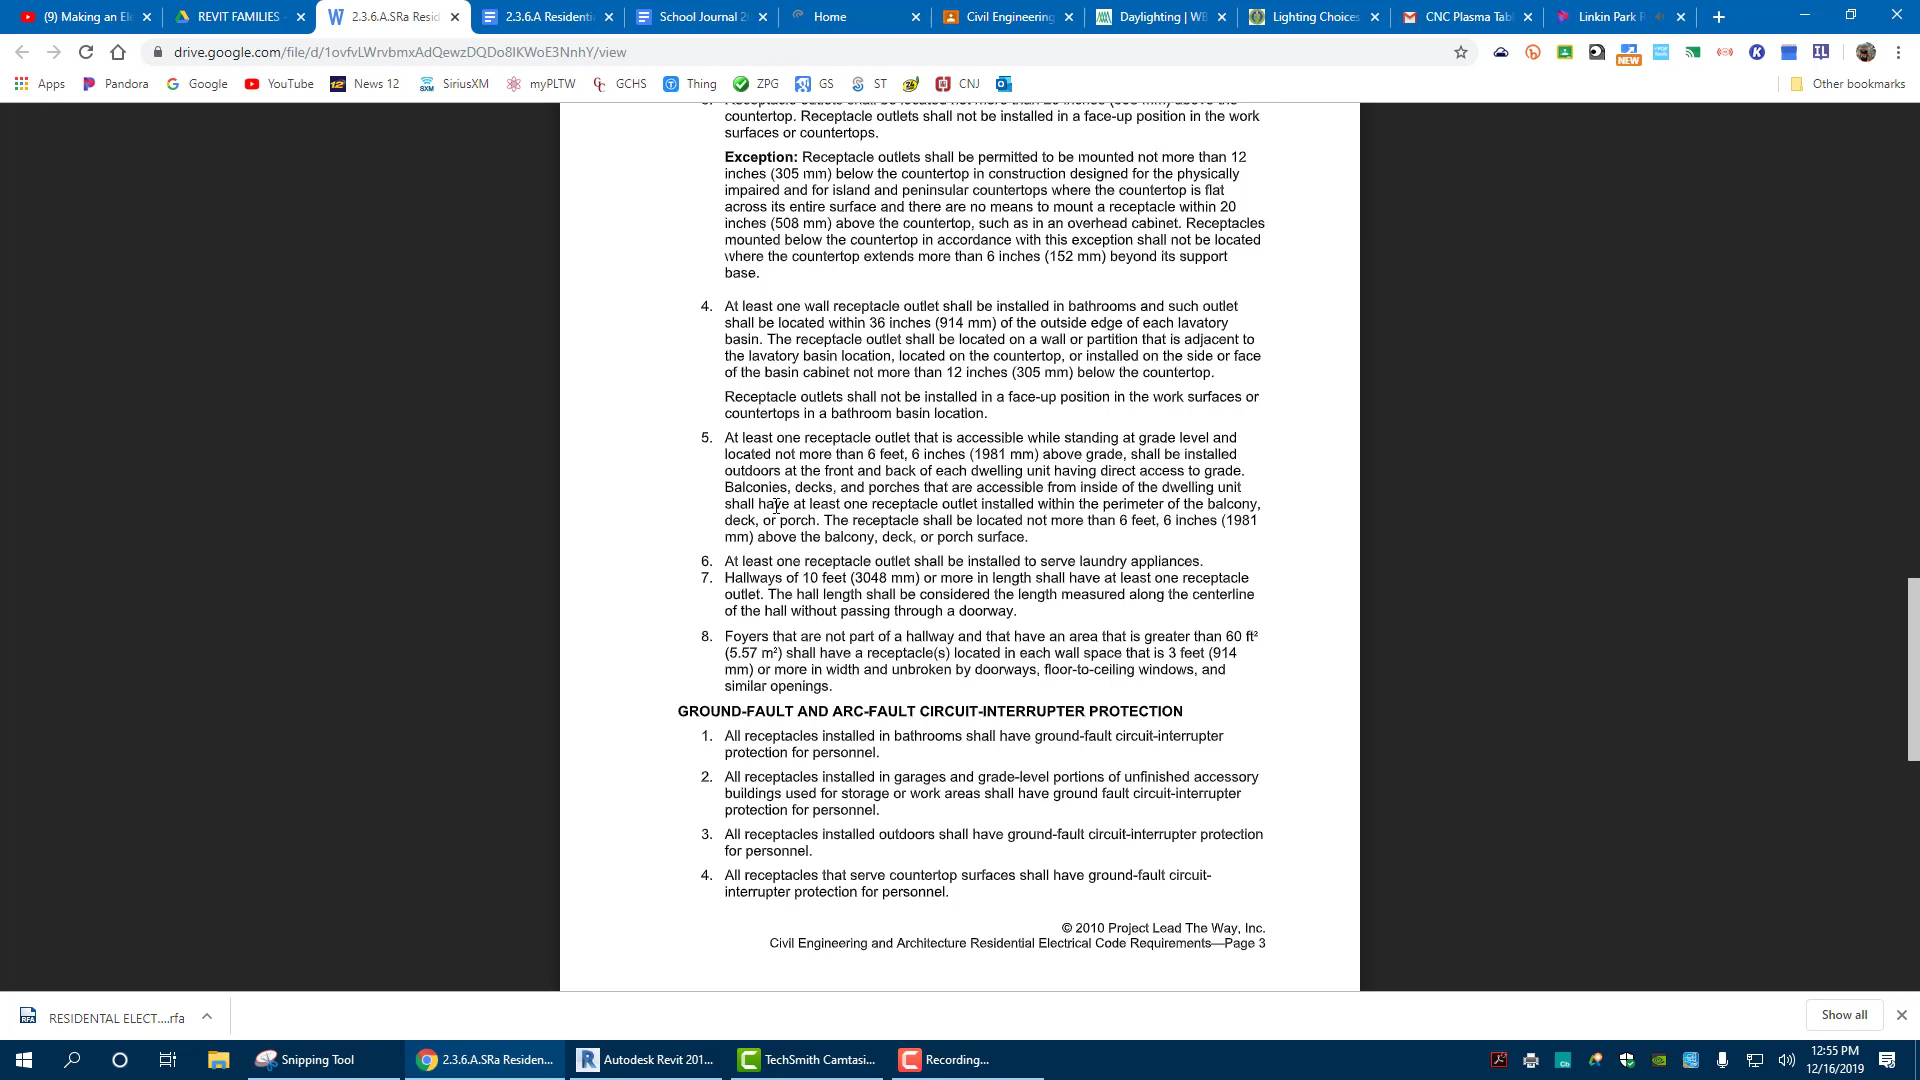 (9) Making an Ele
REVIT FAMILIES -
2.3.6.A.SRa Resid
2.3.6.A Residentia
School Journal 2
Home
Civil Engineering
Daylighting | WB
Lighting Choices
CNC Plasma Tab
Linkin Park
drive.google.com/file/d/1ovfvLWrvbmxAdQewzDQDo8IKWoE3NnhY/view
NEW
Apps
Pandora
Google
YouTube
News 12
SiriusXM
myPLTW
GCHS
Thing
ZPG
GS
ST
CNJ
Other bookmarks
countertop. Receptacle outlets shall not be installed in a face-up position in the work
surfaces or countertops.
Exception: Receptacle outlets shall be permitted to be mounted not more than 12
inches (305 mm) below the countertop in construction designed for the physically
impaired and for island and peninsular countertops where the countertop is flat
across its entire surface and there are no means to mount a receptacle within 20
inches (508 mm) above the countertop, such as in an overhead cabinet. Receptacles
mounted below the countertop in accordance with this exception shall not be located
where the countertop extends more than 6 inches (152 mm) beyond its support
base.
4. At least one wall receptacle outlet shall be installed in bathrooms and such outlet
shall be located within 36 inches (914 mm) of the outside edge of each lavatory
basin. The receptacle outlet shall be located on a wall or partition that is adjacent to
the lavatory basin location, located on the countertop, or installed on the side or face
of the basin cabinet not more than 12 inches (305 mm) below the countertop.
Receptacle outlets shall not be installed in a face-up position in the work surfaces or
countertops in a bathroom basin location.
5. At least one receptacle outlet that is accessible while standing at grade level and
located not more than 6 feet, 6 inches (1981 mm) above grade, shall be installed
outdoors at the front and back of each dwelling unit having direct access to grade.
Balconies, decks, and porches that are accessible from inside of the dwelling unit
shall have at least one receptacle outlet installed within the perimeter of the balcony,
deck, or porch. The receptacle shall be located not more than 6 feet, 6 inches (1981
mm) above the balcony, deck, or porch surface.
6. At least one receptacle outlet shall be installed to serve laundry appliances.
7. Hallways of 10 feet (3048 mm) or more in length shall have at least one receptacle
outlet. The hall length shall be considered the length measured along the centerline
of the hall without passing through a doorway.
8. Foyers that are not part of a hallway and that have an area that is greater than 60 ft²
(5.57 m²) shall have a receptacle(s) located in each wall space that is 3 feet (914
mm) or more in width and unbroken by doorways, floor-to-ceiling windows, and
similar openings.
GROUND-FAULT AND ARC-FAULT CIRCUIT-INTERRUPTER PROTECTION
1. All receptacles installed in bathrooms shall have ground-fault circuit-interrupter
protection for personnel.
2. All receptacles installed in garages and grade-level portions of unfinished accessory
buildings used for storage or work areas shall have ground fault circuit-interrupter
protection for personnel.
3. All receptacles installed outdoors shall have ground-fault circuit-interrupter protection
for personnel.
4. All receptacles that serve countertop surfaces shall have ground-fault circuit-
interrupter protection for personnel.
© 2010 Project Lead The Way, Inc.
Civil Engineering and Architecture Residential Electrical Code Requirements—Page 3
RESIDENTAL ELECT....rfa
Show all
Snipping Tool
2.3.6.A.SRa Residen...
Autodesk Revit 201...
TechSmith Camtasi...
Recording...
12:55 PM
12/16/2019